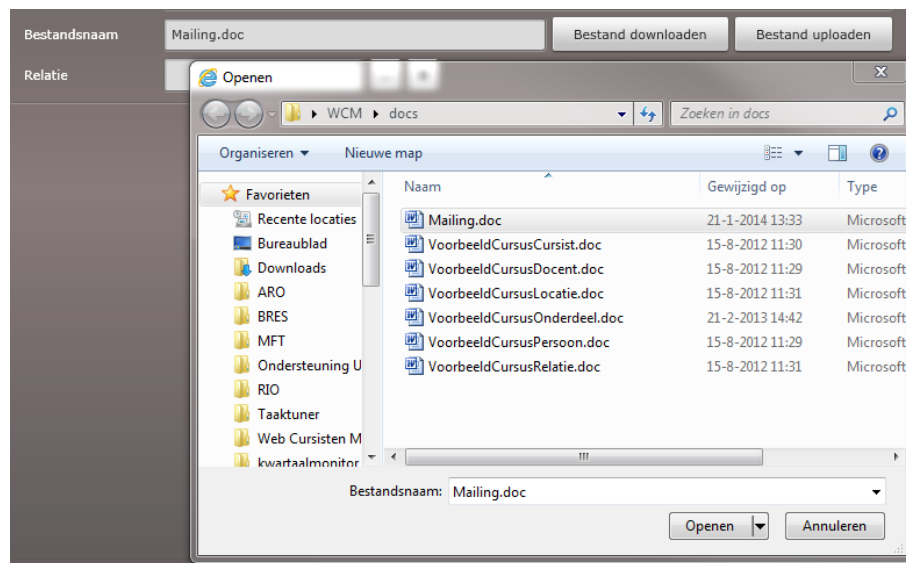 Bestandsnaam Mailing.doc Bestand downloaden Bestand uploaden
Relatie
Openen
WCM docs Zoeken in docs
Organiseren Nieuwe map
Favorieten
Recente locaties
Bureaublad
Downloads
ARO
BRES
MFT
Ondersteuning U
RIO
Taaktuner
Web Cursisten M
kwartaalmonitor
Naam Gewijzigd op Type
Mailing.doc 21-1-2014 13:33 Microsoft
VoorbeeldCursusCursist.doc 15-8-2012 11:30 Microsoft
VoorbeeldCursusDocent.doc 15-8-2012 11:29 Microsoft
VoorbeeldCursusLocatie.doc 15-8-2012 11:31 Microsoft
VoorbeeldCursusOnderdeel.doc 21-2-2013 14:42 Microsoft
VoorbeeldCursusPersoon.doc 15-8-2012 11:29 Microsoft
VoorbeeldCursusRelatie.doc 15-8-2012 11:31 Microsoft
Bestandsnaam: Mailing.doc
Openen Annuleren